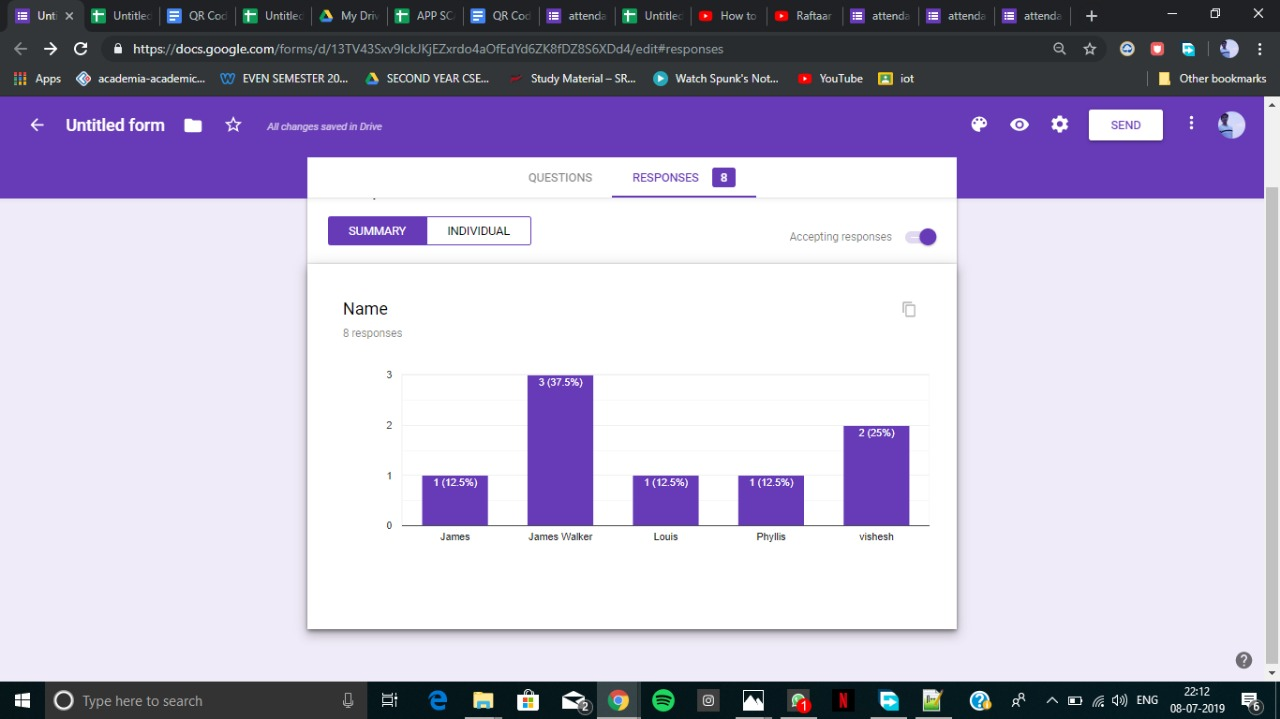 Unti
Untitled
QR Cod
Untitled
My Driv
APP SC
QR Cod
attenda
Untitled
How to
Raftaar
attenda
attenda
attenda
https://docs.google.com/forms/d/13TV43Sxv9IckJKjEZxrdo4aOfEdYd6ZK8fDZ8S6XDd4/edit#responses
Apps
academia-academic...
EVEN SEMESTER 20...
SECOND YEAR CSE...
Study Material – SR...
Watch Spunk's Not...
YouTube
iot
Other bookmarks
Untitled form
All changes saved in Drive
SEND
QUESTIONS
RESPONSES 8
SUMMARY
INDIVIDUAL
Accepting responses
Name
8 responses
3
2
1
0
1 (12.5%)
3 (37.5%)
1 (12.5%)
1 (12.5%)
2 (25%)
James
James Walker
Louis
Phyllis
vishesh
Type here to search
2
1
ENG
22:12
08-07-2019
6